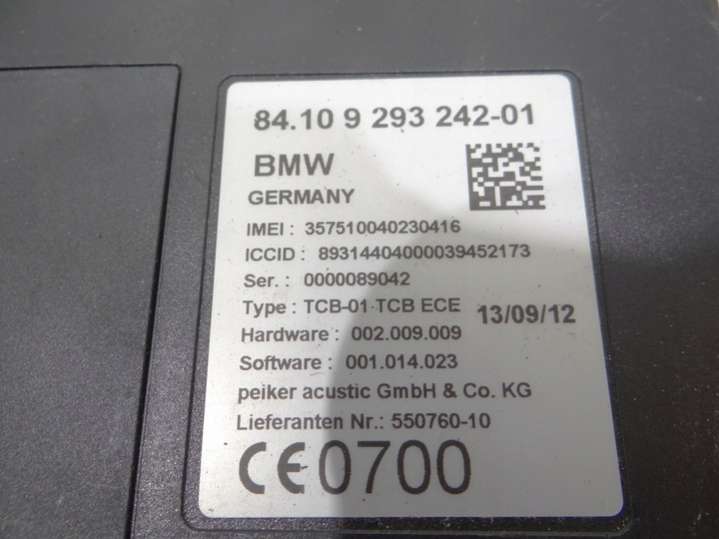 84.10 9 293 242-01
BMW
GERMANY
IMEI : 357510040230416
ICCID : 89314404000039452173
Ser. : 0000089042
Type : TCB-01 TCB ECE 13/09/12
Hardware : 002.009.009
Software : 001.014.023
peiker acustic GmbH & Co. KG
Lieferanten Nr.: 550760-10
CE0700